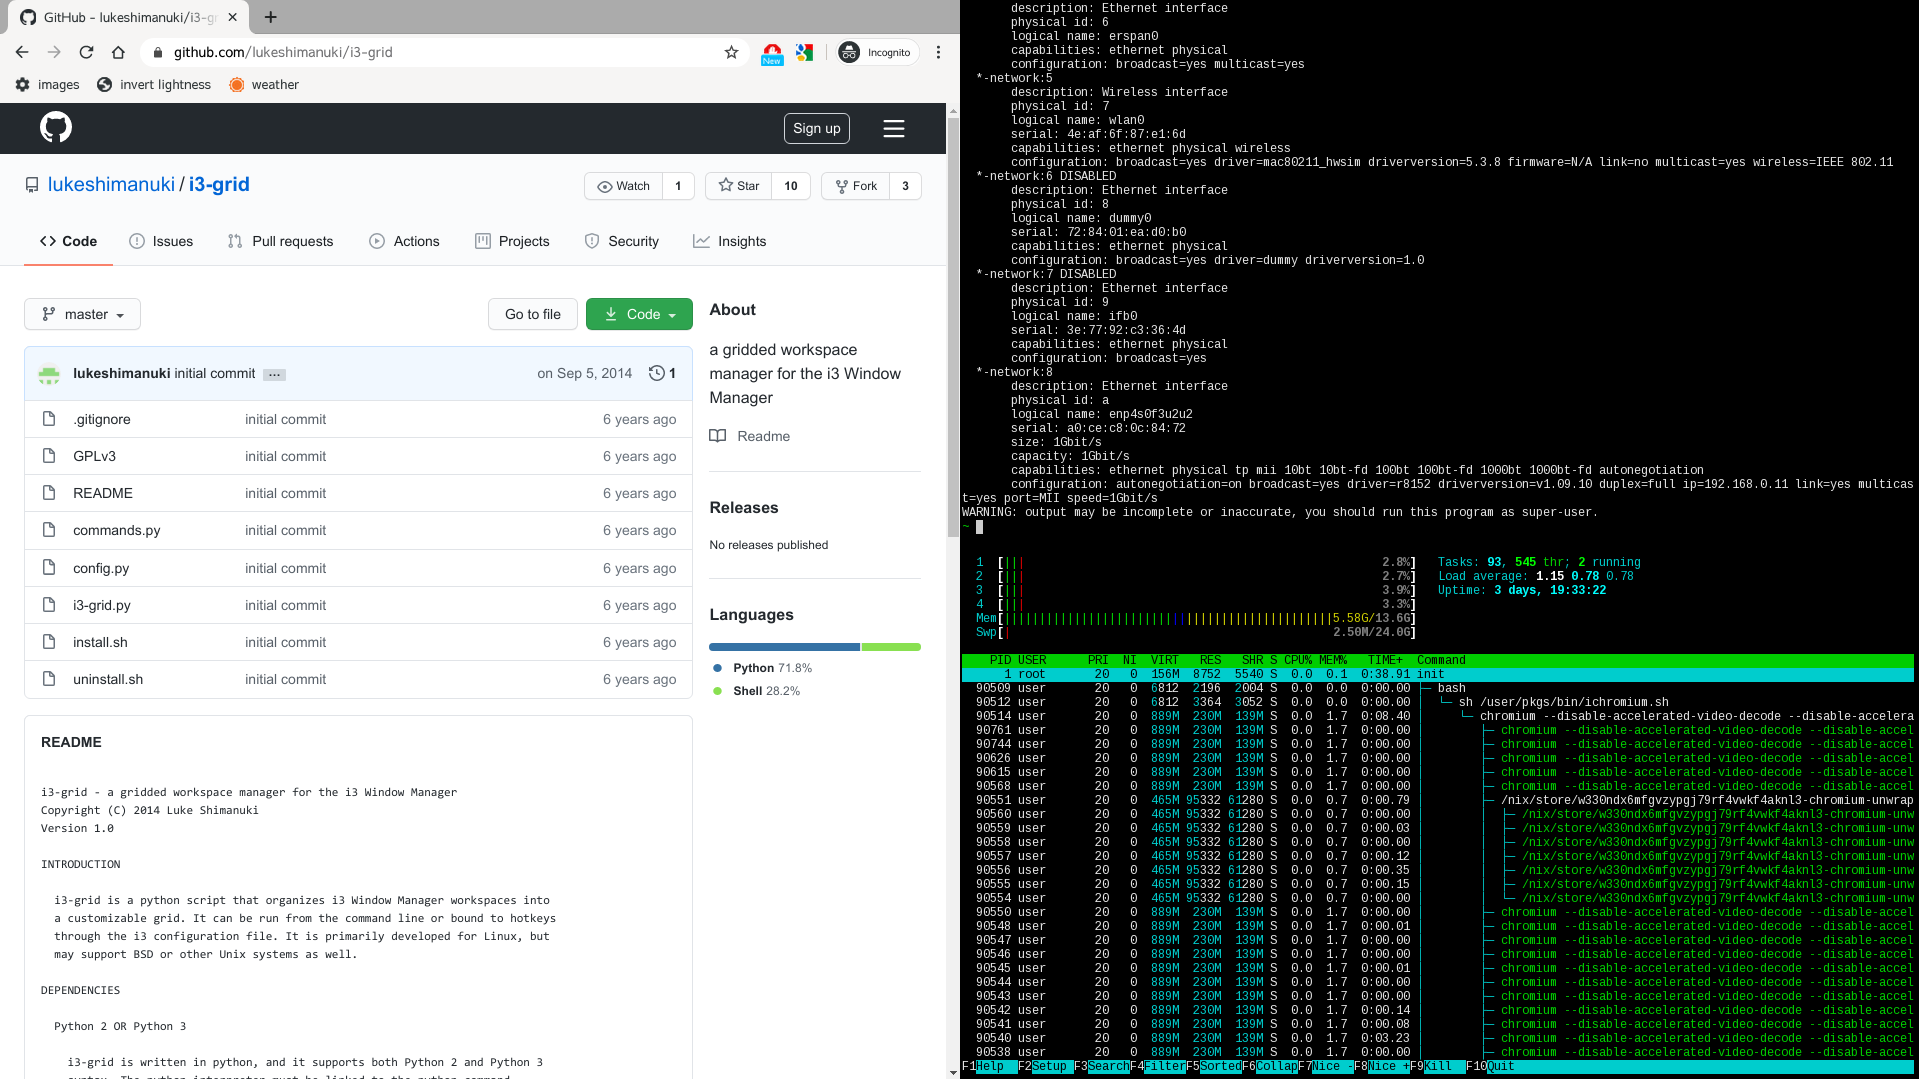 GitHub - lukeshimanuki/i3-gr
github.com/lukeshimanuki/i3-grid
New
Incognito
images
invert lightness
weather
Sign up
lukeshimanuki / i3-grid
Watch 1
Star 10
Fork 3
Code
Issues
Pull requests
Actions
Projects
Security
Insights
master
Go to file
Code
lukeshimanuki initial commit ... on Sep 5, 2014 1
.gitignore initial commit 6 years ago
GPLv3 initial commit 6 years ago
README initial commit 6 years ago
commands.py initial commit 6 years ago
config.py initial commit 6 years ago
i3-grid.py initial commit 6 years ago
install.sh initial commit 6 years ago
uninstall.sh initial commit 6 years ago
About
a gridded workspace
manager for the i3 Window
Manager
Readme
Releases
No releases published
Languages
Python 71.8%
Shell 28.2%
README
i3-grid - a gridded workspace manager for the i3 Window Manager
Copyright (C) 2014 Luke Shimanuki
Version 1.0
INTRODUCTION
i3-grid is a python script that organizes i3 Window Manager workspaces into
a customizable grid. It can be run from the command line or bound to hotkeys
through the i3 configuration file. It is primarily developed for Linux, but
may support BSD or other Unix systems as well.
DEPENDENCIES
Python 2 OR Python 3
i3-grid is written in python, and it supports both Python 2 and Python 3
description: Ethernet interface
physical id: 6
logical name: erspan0
capabilities: ethernet physical
configuration: broadcast=yes multicast=yes
*-network:5
description: Wireless interface
physical id: 7
logical name: wlan0
serial: 4e:af:6f:87:e1:6d
capabilities: ethernet physical wireless
configuration: broadcast=yes driver=mac80211_hwsim driverversion=5.3.8 firmware=N/A link=no multicast=yes wireless=IEEE 802.11
*-network:6 DISABLED
description: Ethernet interface
physical id: 8
logical name: dummy0
serial: 72:84:01:ea:d0:b0
capabilities: ethernet physical
configuration: broadcast=yes driver=dummy driverversion=1.0
*-network:7 DISABLED
description: Ethernet interface
physical id: 9
logical name: ifb0
serial: 3e:77:92:c3:36:4d
capabilities: ethernet physical
configuration: broadcast=yes
*-network:8
description: Ethernet interface
physical id: a
logical name: enp4s0f3u2u2
serial: a0:ce:c8:0c:84:72
size: 1Gbit/s
capacity: 1Gbit/s
capabilities: ethernet physical tp mii 10bt 10bt-fd 100bt 100bt-fd 1000bt 1000bt-fd autonegotiation
configuration: autonegotiation=on broadcast=yes driver=r8152 driverversion=v1.09.10 duplex=full ip=192.168.0.11 link=yes multicas
t=yes port=MII speed=1Gbit/s
WARNING: output may be incomplete or inaccurate, you should run this program as super-user.
~
1 [||| 2.8%] Tasks: 93, 545 thr; 2 running
2 [||| 2.7%] Load average: 1.15 0.78 0.78
3 [||| 3.9%] Uptime: 3 days, 19:33:22
4 [||| 3.3%]
Mem[||||||||||||||||||||||||||||||||||||||||||||||||5.58G/13.6G]
Swp[| 2.50M/24.0G]
PID USER PRI NI VIRT RES SHR S CPU% MEM% TIME+ Command
1 root 20 0 156M 8752 5540 S 0.0 0.1 0:38.91 init
90509 user 20 0 6812 2196 2004 S 0.0 0.0 0:00.00 ├─ bash
90512 user 20 0 6812 3364 3052 S 0.0 0.0 0:00.00 │ └─ sh /user/pkgs/bin/ichromium.sh
90514 user 20 0 889M 230M 139M S 0.0 1.7 0:08.40 │ └─ chromium --disable-accelerated-video-decode --disable-accelera
90761 user 20 0 889M 230M 139M S 0.0 1.7 0:00.00 │ ├─ chromium --disable-accelerated-video-decode --disable-accel
90744 user 20 0 889M 230M 139M S 0.0 1.7 0:00.00 │ ├─ chromium --disable-accelerated-video-decode --disable-accel
90626 user 20 0 889M 230M 139M S 0.0 1.7 0:00.00 │ ├─ chromium --disable-accelerated-video-decode --disable-accel
90615 user 20 0 889M 230M 139M S 0.0 1.7 0:00.00 │ ├─ chromium --disable-accelerated-video-decode --disable-accel
90568 user 20 0 889M 230M 139M S 0.0 1.7 0:00.00 │ ├─ chromium --disable-accelerated-video-decode --disable-accel
90551 user 20 0 465M 95332 61280 S 0.0 0.7 0:00.79 │ ├─ /nix/store/w330ndx6mfgvzypgj79rf4vwkf4aknl3-chromium-unwrap
90560 user 20 0 465M 95332 61280 S 0.0 0.7 0:00.00 │ │ ├─ /nix/store/w330ndx6mfgvzypgj79rf4vwkf4aknl3-chromium-unw
90559 user 20 0 465M 95332 61280 S 0.0 0.7 0:00.03 │ │ ├─ /nix/store/w330ndx6mfgvzypgj79rf4vwkf4aknl3-chromium-unw
90558 user 20 0 465M 95332 61280 S 0.0 0.7 0:00.00 │ │ ├─ /nix/store/w330ndx6mfgvzypgj79rf4vwkf4aknl3-chromium-unw
90557 user 20 0 465M 95332 61280 S 0.0 0.7 0:00.12 │ │ ├─ /nix/store/w330ndx6mfgvzypgj79rf4vwkf4aknl3-chromium-unw
90556 user 20 0 465M 95332 61280 S 0.0 0.7 0:00.35 │ │ ├─ /nix/store/w330ndx6mfgvzypgj79rf4vwkf4aknl3-chromium-unw
90555 user 20 0 465M 95332 61280 S 0.0 0.7 0:00.15 │ │ ├─ /nix/store/w330ndx6mfgvzypgj79rf4vwkf4aknl3-chromium-unw
90554 user 20 0 465M 95332 61280 S 0.0 0.7 0:00.00 │ │ └─ /nix/store/w330ndx6mfgvzypgj79rf4vwkf4aknl3-chromium-unw
90550 user 20 0 889M 230M 139M S 0.0 1.7 0:00.00 │ ├─ chromium --disable-accelerated-video-decode --disable-accel
90548 user 20 0 889M 230M 139M S 0.0 1.7 0:00.01 │ ├─ chromium --disable-accelerated-video-decode --disable-accel
90547 user 20 0 889M 230M 139M S 0.0 1.7 0:00.00 │ ├─ chromium --disable-accelerated-video-decode --disable-accel
90546 user 20 0 889M 230M 139M S 0.0 1.7 0:00.00 │ ├─ chromium --disable-accelerated-video-decode --disable-accel
90545 user 20 0 889M 230M 139M S 0.0 1.7 0:00.01 │ ├─ chromium --disable-accelerated-video-decode --disable-accel
90544 user 20 0 889M 230M 139M S 0.0 1.7 0:00.00 │ ├─ chromium --disable-accelerated-video-decode --disable-accel
90543 user 20 0 889M 230M 139M S 0.0 1.7 0:00.00 │ ├─ chromium --disable-accelerated-video-decode --disable-accel
90542 user 20 0 889M 230M 139M S 0.0 1.7 0:00.14 │ ├─ chromium --disable-accelerated-video-decode --disable-accel
90541 user 20 0 889M 230M 139M S 0.0 1.7 0:00.08 │ ├─ chromium --disable-accelerated-video-decode --disable-accel
90540 user 20 0 889M 230M 139M S 0.0 1.7 0:03.23 │ ├─ chromium --disable-accelerated-video-decode --disable-accel
90538 user 20 0 889M 230M 139M S 0.0 1.7 0:00.00 │ ├─ chromium --disable-accelerated-video-decode --disable-accel
F1Help F2Setup F3SearchF4FilterF5SortedF6CollapF7Nice -F8Nice +F9Kill F10Quit